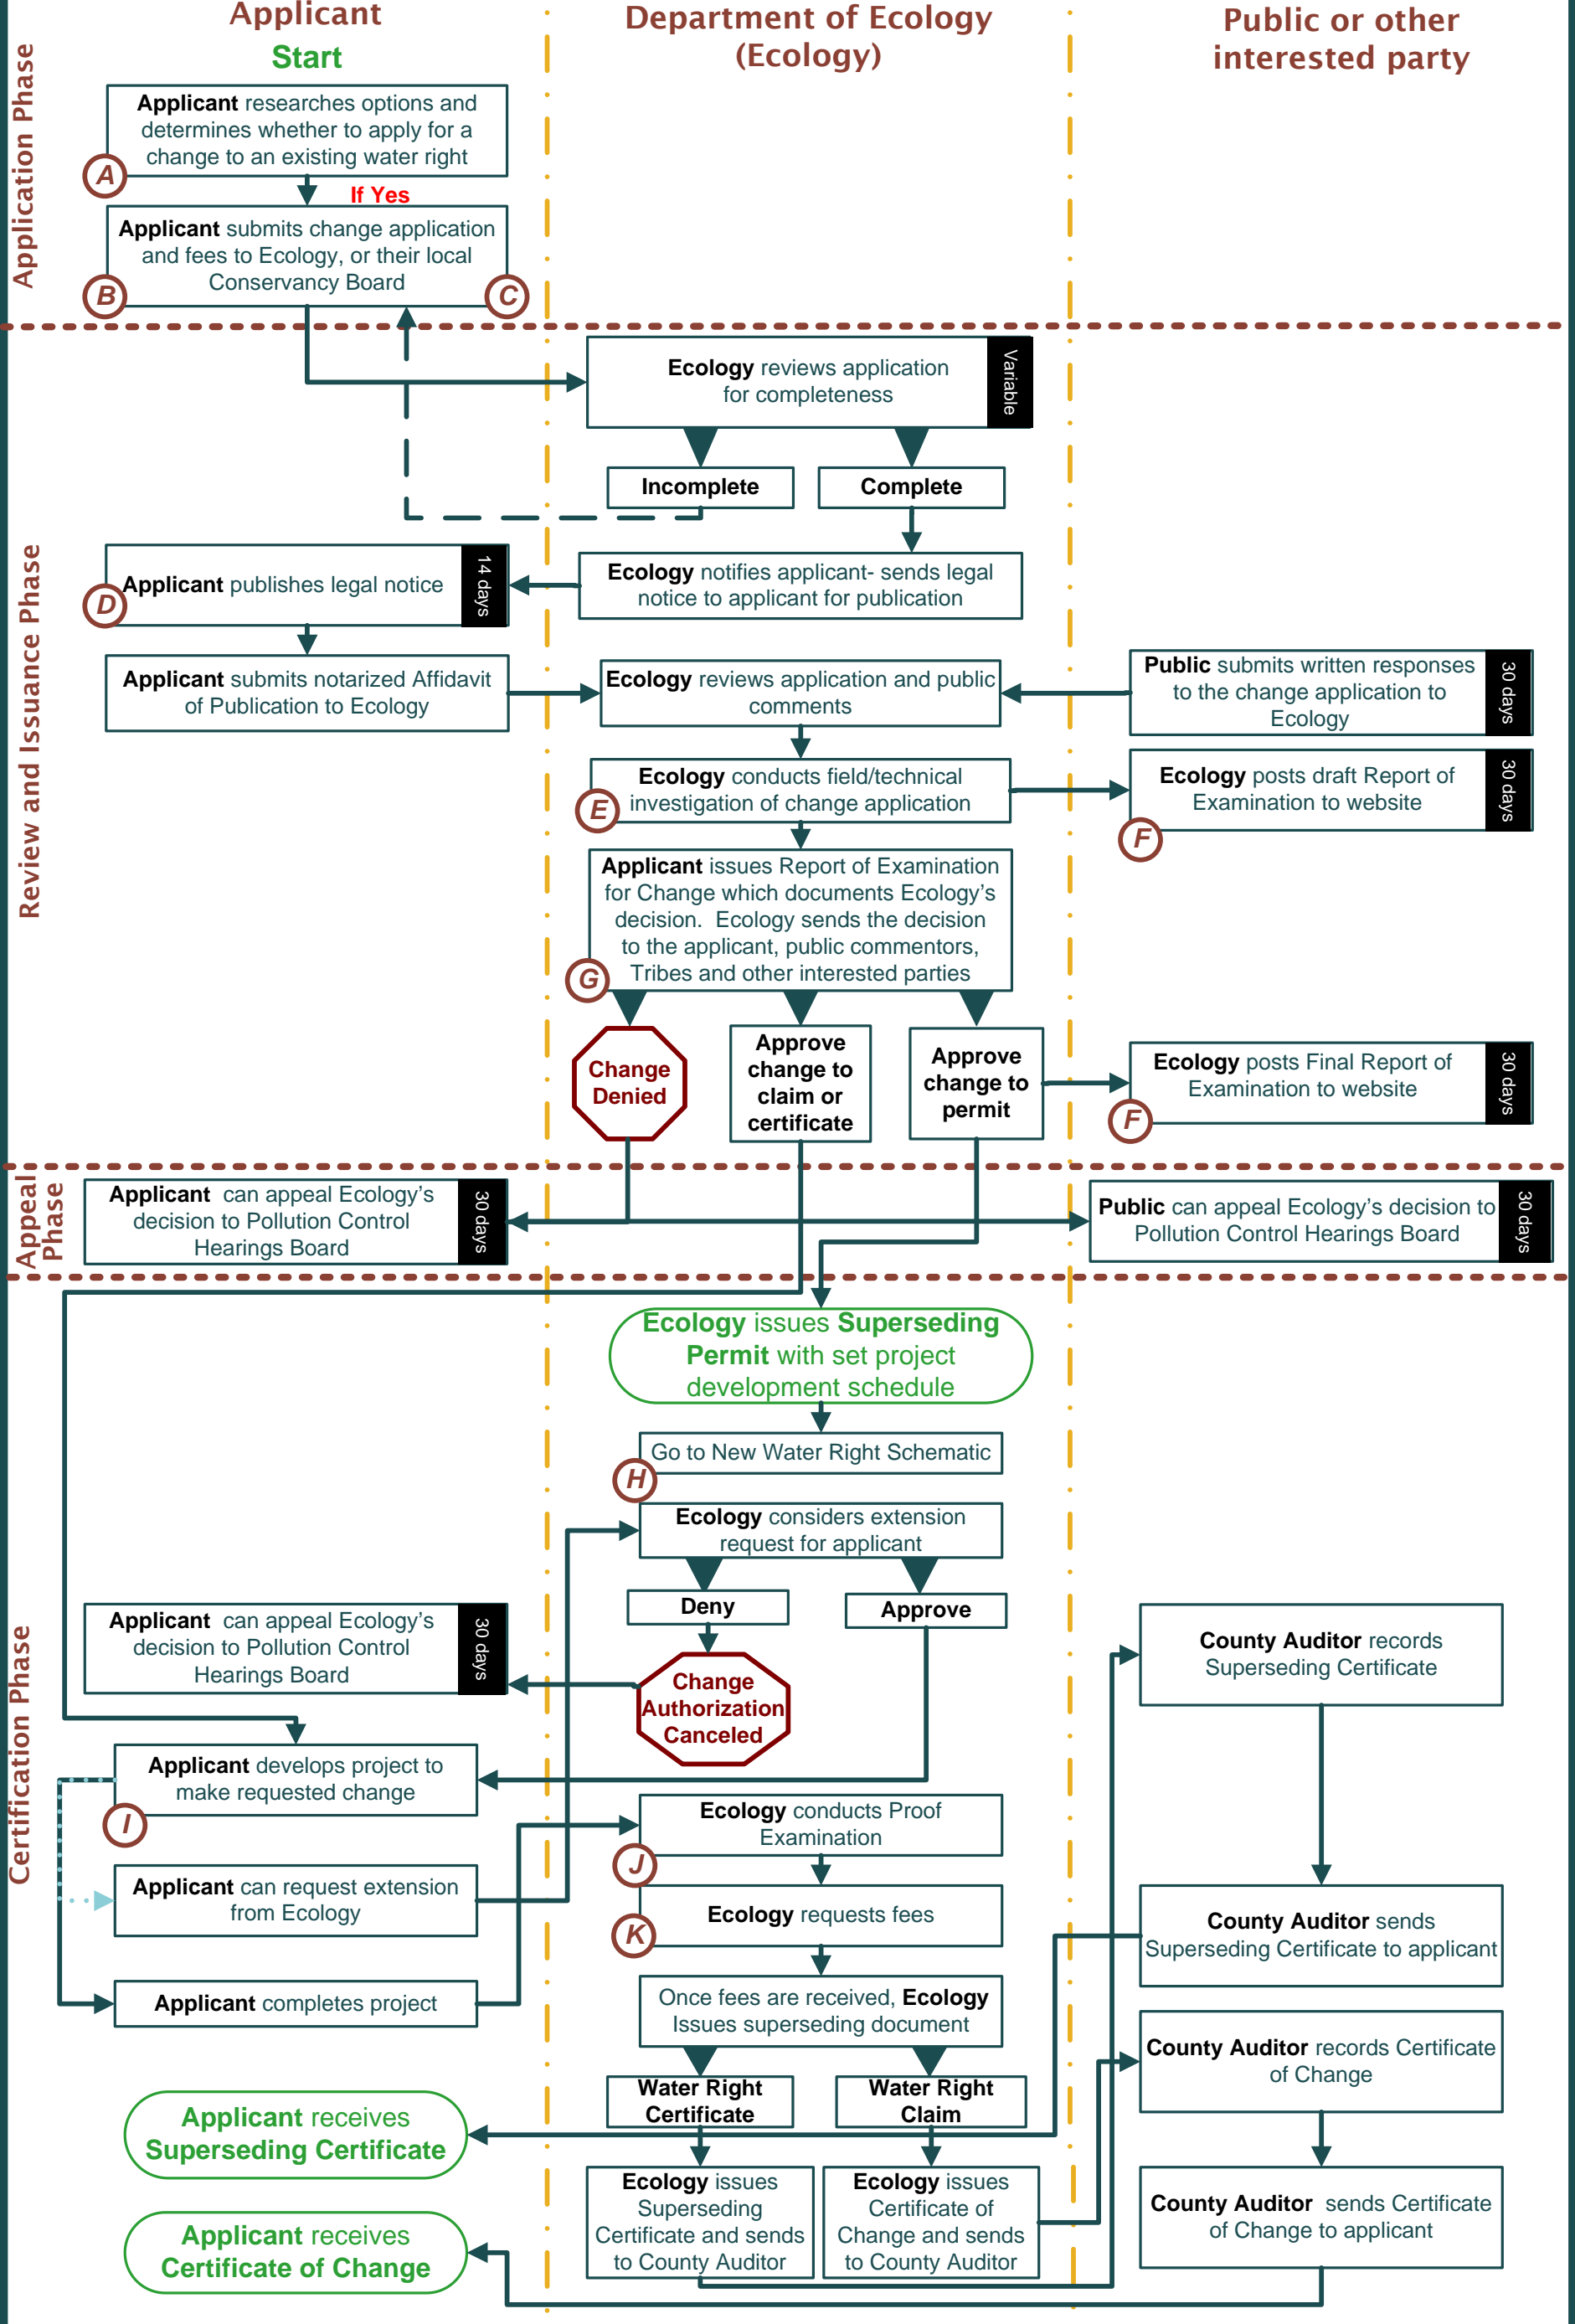 Applicant
Start
Department of Ecology
(Ecology)
Public or other
interested party
Application Phase
Applicant researches options and
determines whether to apply for a
change to an existing water right
A
If Yes
Applicant submits change application
and fees to Ecology, or their local
Conservancy Board
B
C
Review and Issuance Phase
Ecology reviews application
for completeness
Variable
Incomplete
Complete
Applicant publishes legal notice
14 days
D
Ecology notifies applicant- sends legal
notice to applicant for publication
Applicant submits notarized Affidavit
of Publication to Ecology
Ecology reviews application and public
comments
Public submits written responses
to the change application to
Ecology
30 days
Ecology conducts field/technical
investigation of change application
E
Ecology posts draft Report of
Examination to website
30 days
F
Applicant issues Report of Examination
for Change which documents Ecology's
decision.  Ecology sends the decision
to the applicant, public commentors,
Tribes and other interested parties
G
Change
Denied
Approve
change to
claim or
certificate
Approve
change to
permit
Ecology posts Final Report of
Examination to website
30 days
F
Appeal
Phase
Applicant  can appeal Ecology's
decision to Pollution Control
Hearings Board
30 days
Public can appeal Ecology's decision to
Pollution Control Hearings Board
30 days
Certification Phase
Ecology issues Superseding
Permit with set project
development schedule
Go to New Water Right Schematic
H
Ecology considers extension
request for applicant
Deny
Approve
Applicant  can appeal Ecology's
decision to Pollution Control
Hearings Board
30 days
Change
Authorization
Canceled
County Auditor records
Superseding Certificate
Applicant develops project to
make requested change
I
Ecology conducts Proof
Examination
J
Applicant can request extension
from Ecology
Ecology requests fees
K
County Auditor sends
Superseding Certificate to applicant
Applicant completes project
Once fees are received, Ecology
Issues superseding document
County Auditor records Certificate
of Change
Water Right
Certificate
Water Right
Claim
Applicant receives
Superseding Certificate
Ecology issues
Superseding
Certificate and sends
to County Auditor
Ecology issues
Certificate of
Change and sends
to County Auditor
County Auditor  sends Certificate
of Change to applicant
Applicant receives
Certificate of Change